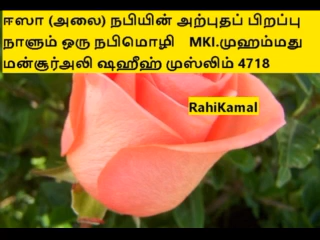 ஈஸா (அலை) நபியின் அற்புதப் பிறப்பு
நாளும் ஒரு நபிமொழி MKI.முஹம்மது
மன்சூர்அலி ஷஹீஹ் முஸ்லிம் 4718
RahiKamal